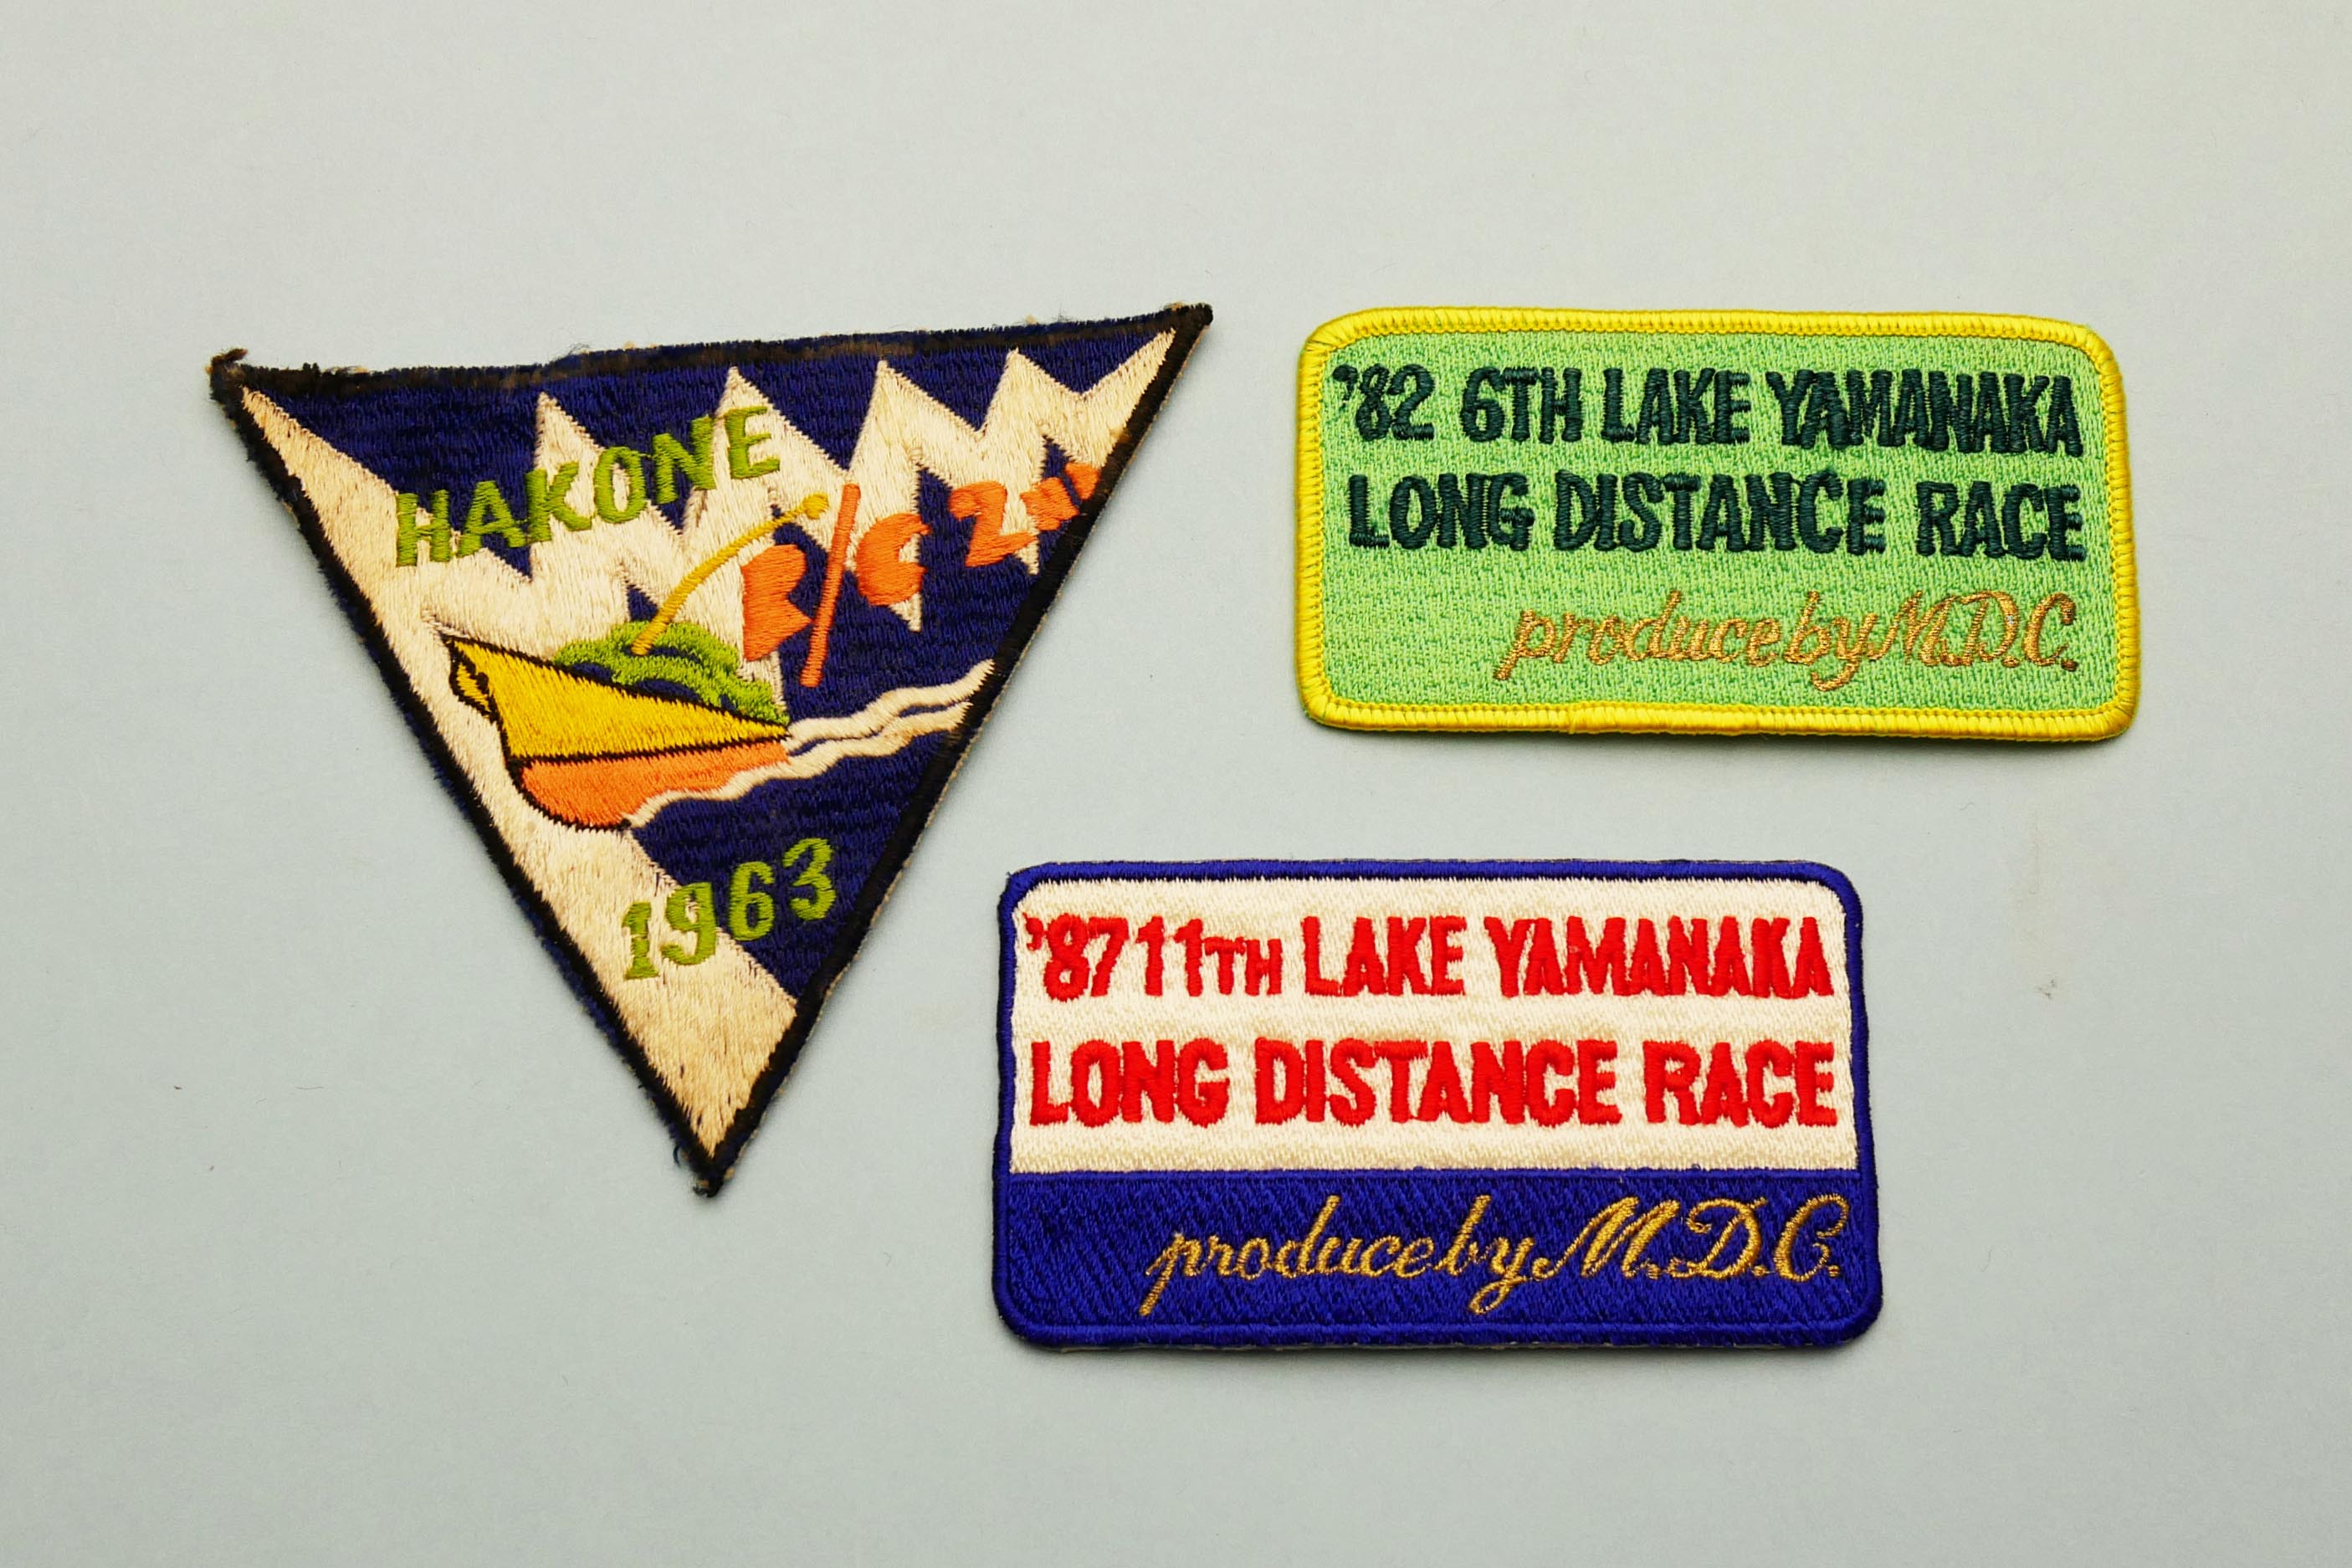 HAKONE
R/C 2ND
1963
'82 6TH LAKE YAMANAKA
LONG DISTANCE RACE
produce by M.D.C.
'87 11TH LAKE YAMANAKA
LONG DISTANCE RACE
produce by M.D.C.